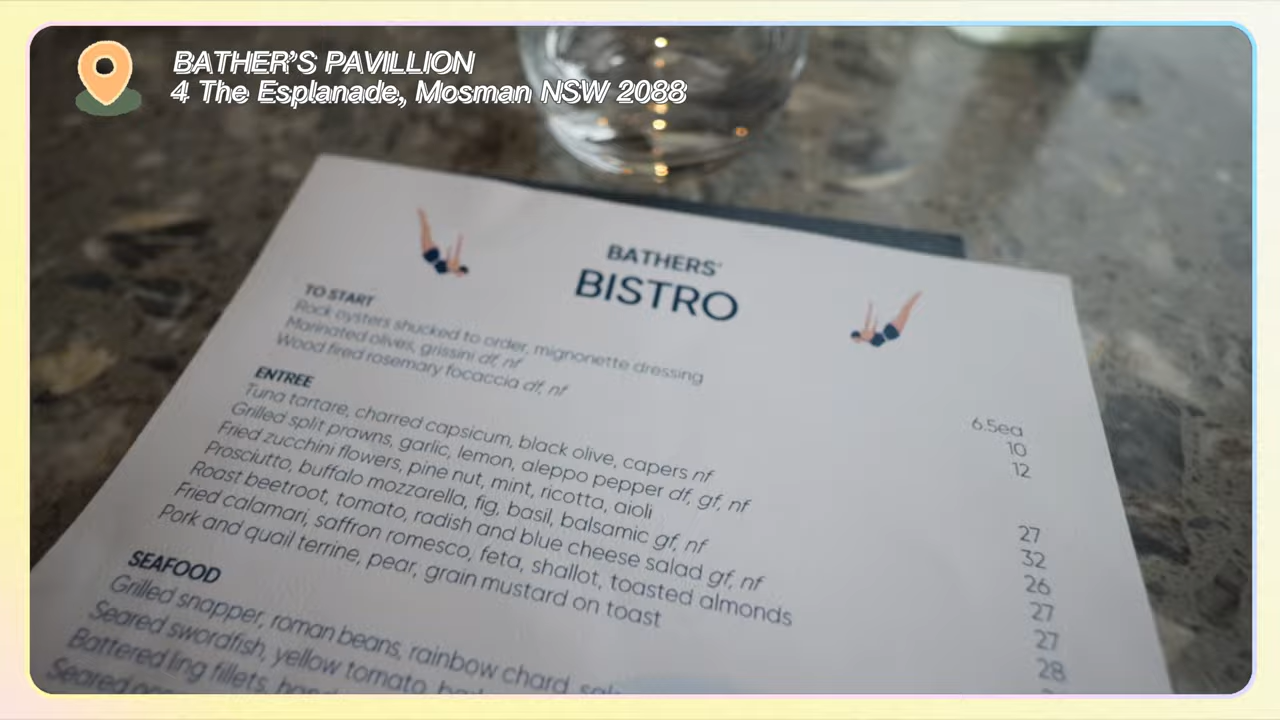 BATHER'S PAVILLION
4 The Esplanade, Mosman NSW 2088
BATHERS'
BISTRO
TO START
Rock oysters shucked to order, mignonette dressing 6.5ea
Marinated olives, grissini df, nf 10
Wood fired rosemary focaccia df, nf 12
ENTREE
Tuna tartare, charred capsicum, black olive, capers nf 27
Grilled split prawns, garlic, lemon, aleppo pepper df, gf, nf 32
Fried zucchini flowers, pine nut, mint, ricotta, aioli 26
Prosciutto, buffalo mozzarella, fig, basil, balsamic gf, nf 27
Roast beetroot, tomato, radish and blue cheese salad gf, nf 27
Fried calamari, saffron romesco, feta, shallot, toasted almonds 28
Pork and quail terrine, pear, grain mustard on toast
SEAFOOD
Grilled snapper, roman beans, rainbow chard,
Seared swordfish, yellow tomato,
Battered ling fillets,
Seared